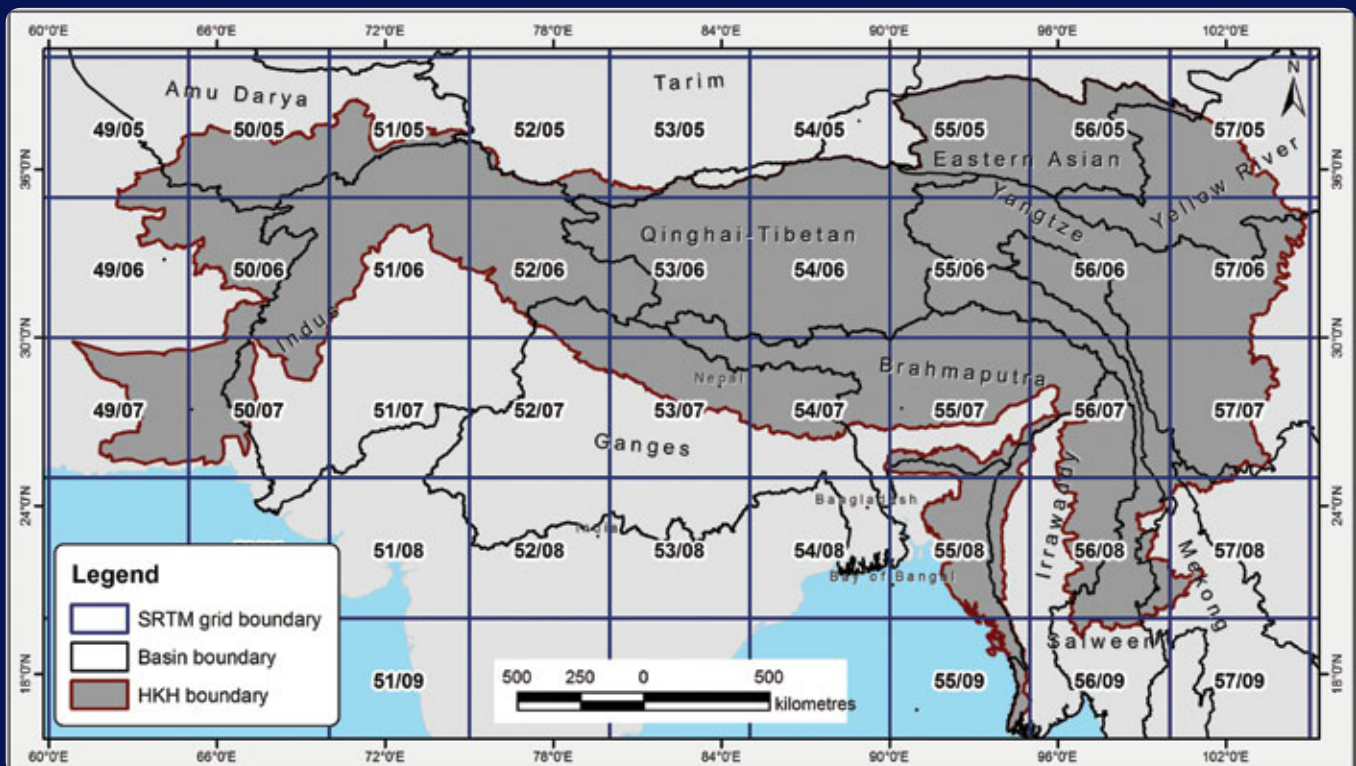 60°0'E 66°0'E 72°0'E 78°0'E 84°0'E 90°0'E 96°0'E 102°0'E
N
Amu Darya
Tarim
49/05 50/05 51/05 52/05 53/05 54/05 55/05 56/05 57/05
36°0'N 36°0'N
Eastern Asian
Yangtze
Yellow River
Qinghai-Tibetan
49/06 50/06 51/06 52/06 53/06 54/06 55/06 56/06 57/06
Indus
30°0'N 30°0'N
Nepal
Brahmaputra
49/07 50/07 51/07 52/07 53/07 54/07 55/07 56/07 57/07
Ganges
24°0'N 24°0'N
Bangladesh
India
Irrawaddy
51/08 52/08 53/08 54/08 55/08 56/08 57/08
Mekong
Bay of Bangal
Salween
18°0'N 18°0'N
51/09 55/09 56/09 57/09
Legend
SRTM grid boundary
Basin boundary
HKH boundary
500 250 0 500
kilometres
60°0'E 66°0'E 72°0'E 78°0'E 84°0'E 90°0'E 96°0'E 102°0'E